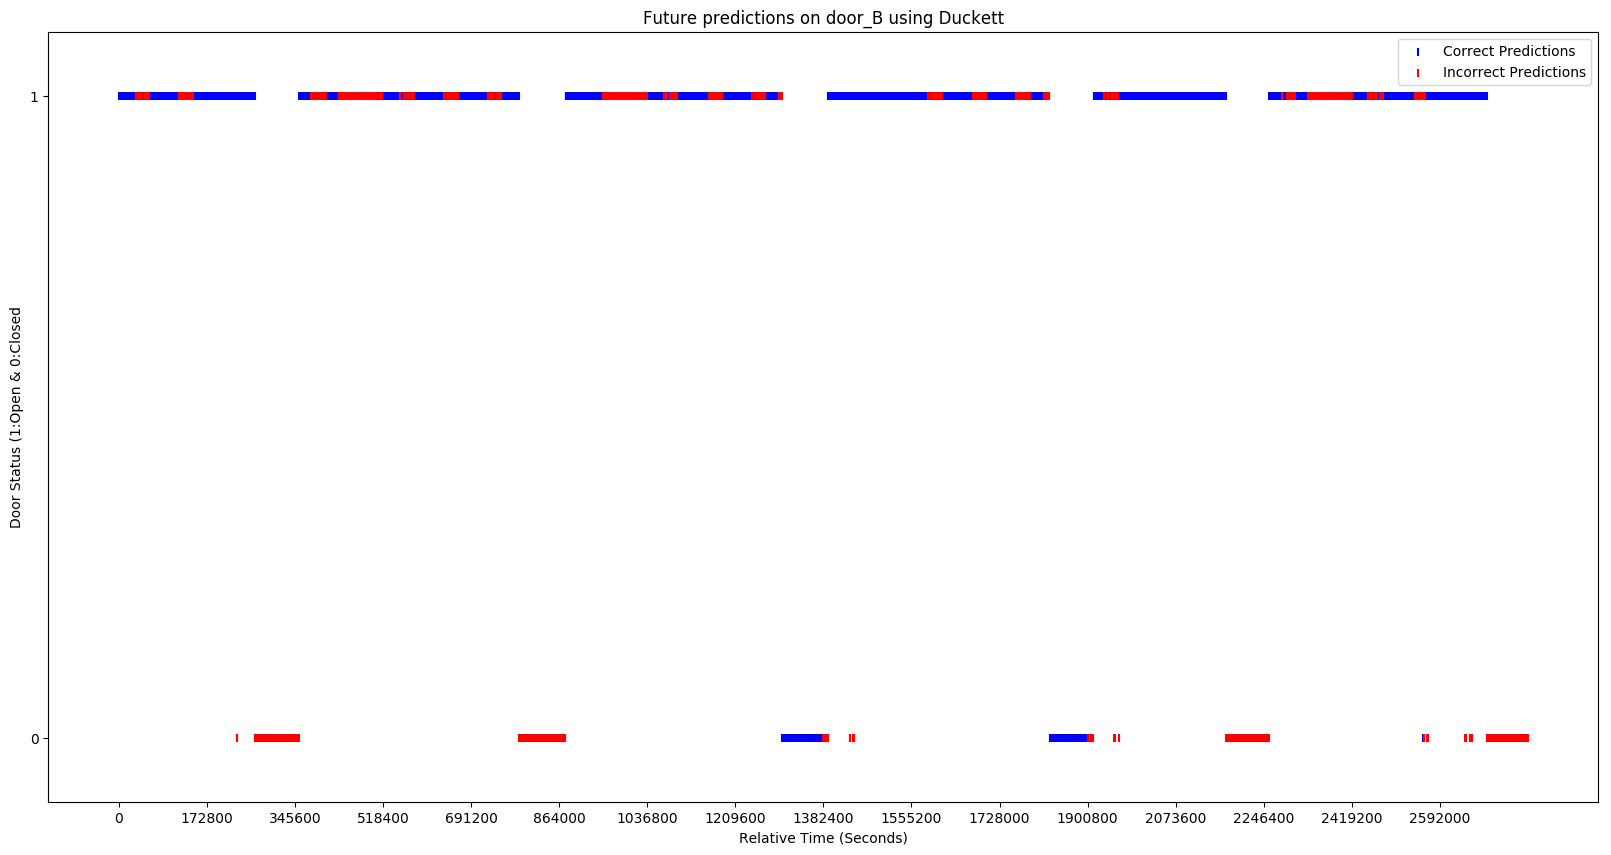 Future predictions on door_B using Duckett
Correct Predictions
Incorrect Predictions
1
0
Door Status (1:Open & 0:Closed
0 172800 345600 518400 691200 864000 1036800 1209600 1382400 1555200 1728000 1900800 2073600 2246400 2419200 2592000
Relative Time (Seconds)